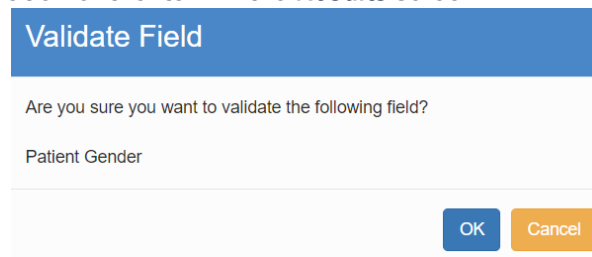 Validate Field
Are you sure you want to validate the following field?
Patient Gender
OK Cancel